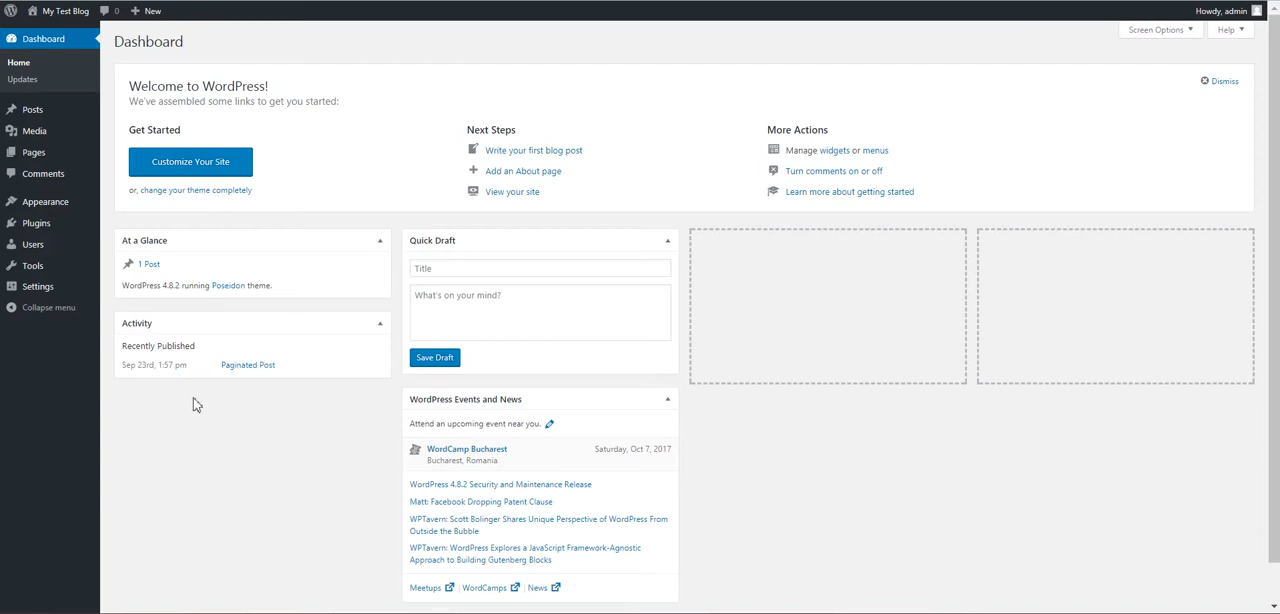 My Test Blog 0 New Howdy, admin
Dashboard
Home
Updates
Posts
Media
Pages
Comments
Appearance
Plugins
Users
Tools
Settings
Collapse menu
Dashboard
Screen Options Help
Welcome to WordPress!
We've assembled some links to get you started:
Dismiss
Get Started
Customize Your Site
or, change your theme completely
Next Steps
Write your first blog post
Add an About page
View your site
More Actions
Manage widgets or menus
Turn comments on or off
Learn more about getting started
At a Glance
1 Post
WordPress 4.8.2 running Poseidon theme.
Activity
Recently Published
Sep 23rd, 1:57 pm Paginated Post
Quick Draft
Title
What's on your mind?
Save Draft
WordPress Events and News
Attend an upcoming event near you.
WordCamp Bucharest Saturday, Oct 7, 2017
Bucharest, Romania
WordPress 4.8.2 Security and Maintenance Release
Matt: Facebook Dropping Patent Clause
WPTavern: Scott Bolinger Shares Unique Perspective of WordPress From
Outside the Bubble
WPTavern: WordPress Explores a JavaScript Framework-Agnostic
Approach to Building Gutenberg Blocks
Meetups | WordCamps | News